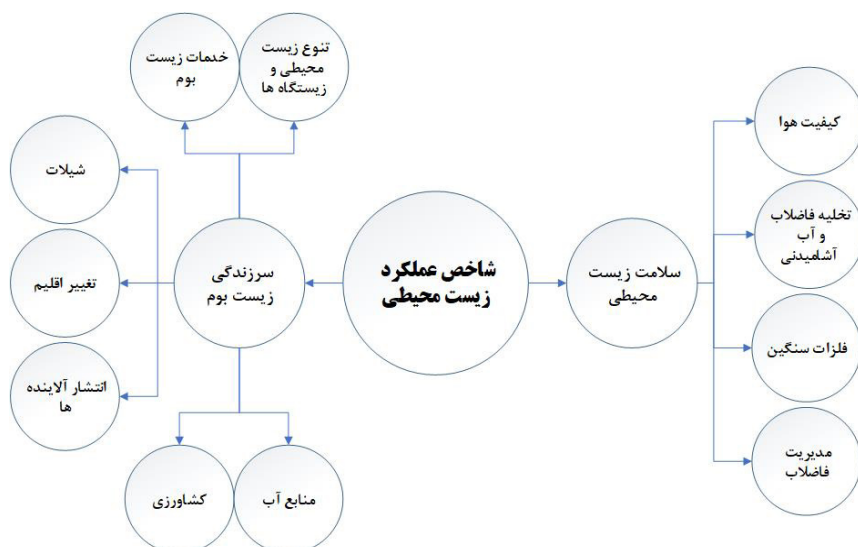 تنوع زیست
محیطی و
زیستگاه ها
خدمات زیست
بوم
کیفیت هوا
شیلات
تخلیه فاضلاب
و آب
آشامیدنی
شاخص عملکرد
زیست محیطی
سلامت زیست
محیطی
سرزندگی
زیست بوم
تغییر اقلیم
فلزات سنگین
انتشار آلاینده
ها
مدیریت
فاضلاب
منابع آب
کشاورزی